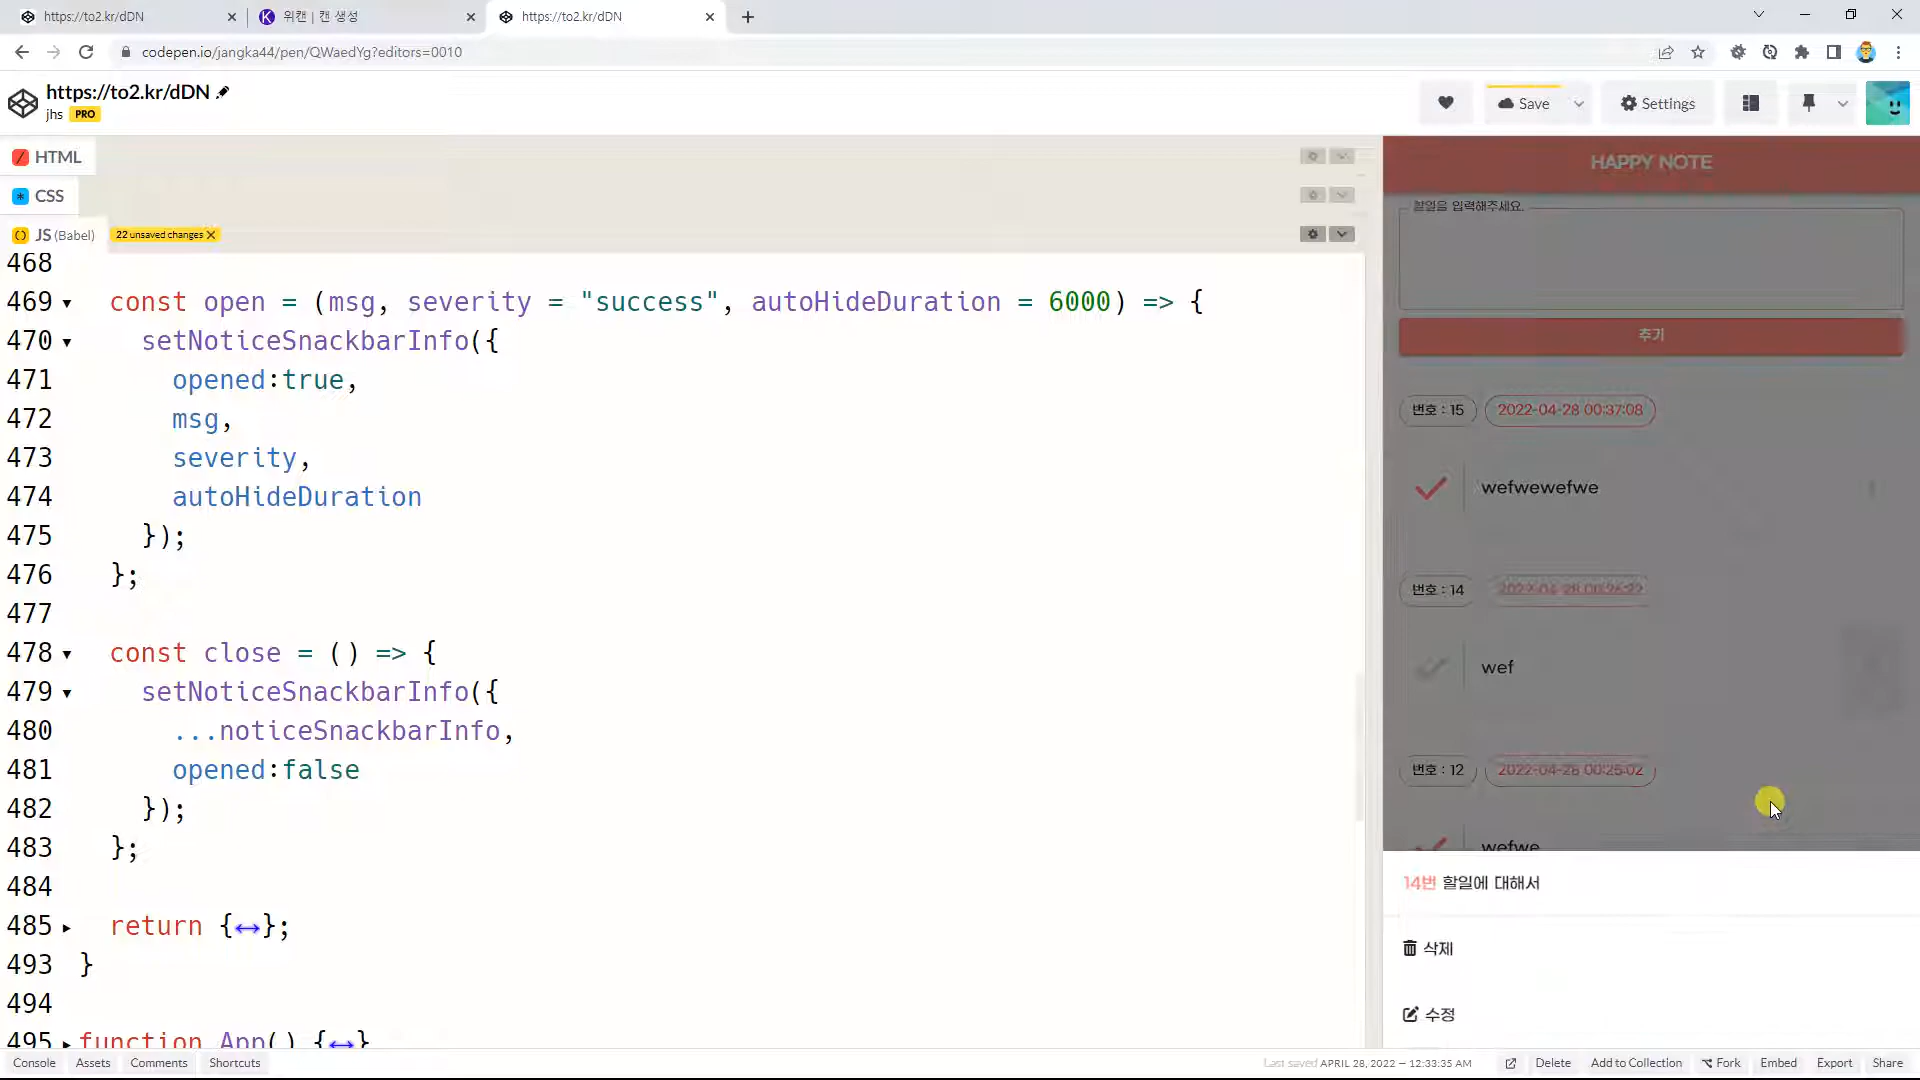 https://to2.kr/dDN
위캔 | 캔 생성
https://to2.kr/dDN
codepen.io/jangka44/pen/QWaedYg?editors=0010
https://to2.kr/dDN
jhs PRO
Save
Settings
HTML
CSS
JS (Babel)
22 unsaved changes
468
469 const open = (msg, severity = "success", autoHideDuration = 6000) => {
470 setNoticeSnackbarInfo({
471 opened:true,
472 msg,
473 severity,
474 autoHideDuration
475 });
476 };
477
478 const close = () => {
479 setNoticeSnackbarInfo({
480 ...noticeSnackbarInfo,
481 opened:false
482 });
483 };
484
485 return {↔};
493 }
494
495 function App() {↔}
HAPPY NOTE
할일을 입력해주세요.
추가
번호 : 15 2022-04-28 00:37:08
wefwewefwe
번호 : 14 2022-04-28 00:26:22
wef
번호 : 12 2022-04-28 00:25:02
wefwe
14번 할일에 대해서
삭제
수정
Console Assets Comments Shortcuts
Last saved APRIL 28, 2022 — 12:33:35 AM
Delete Add to Collection Fork Embed Export Share